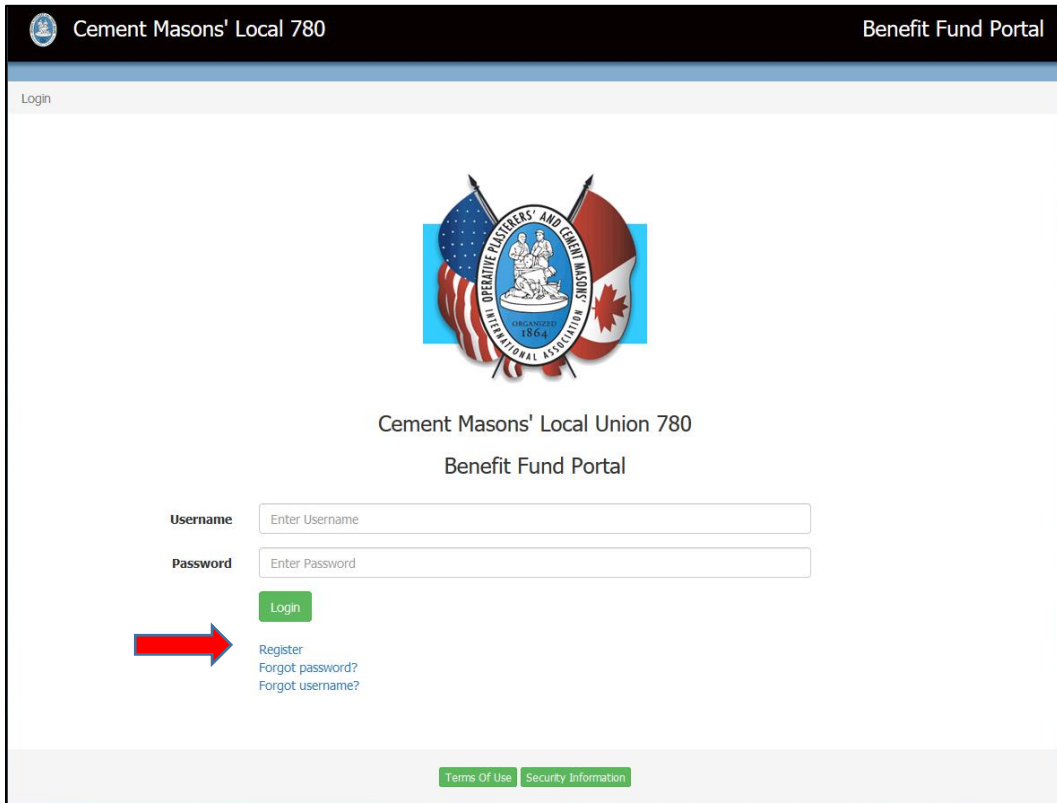 Cement Masons' Local 780
Benefit Fund Portal
Login
OPERATIVE PLASTERERS' AND CEMENT MASONS'
INTERNATIONAL ASSOCIATION
ORGANIZED
1864
Cement Masons' Local Union 780
Benefit Fund Portal
Username
Enter Username
Password
Enter Password
Login
Register
Forgot password?
Forgot username?
Terms Of Use
Security Information